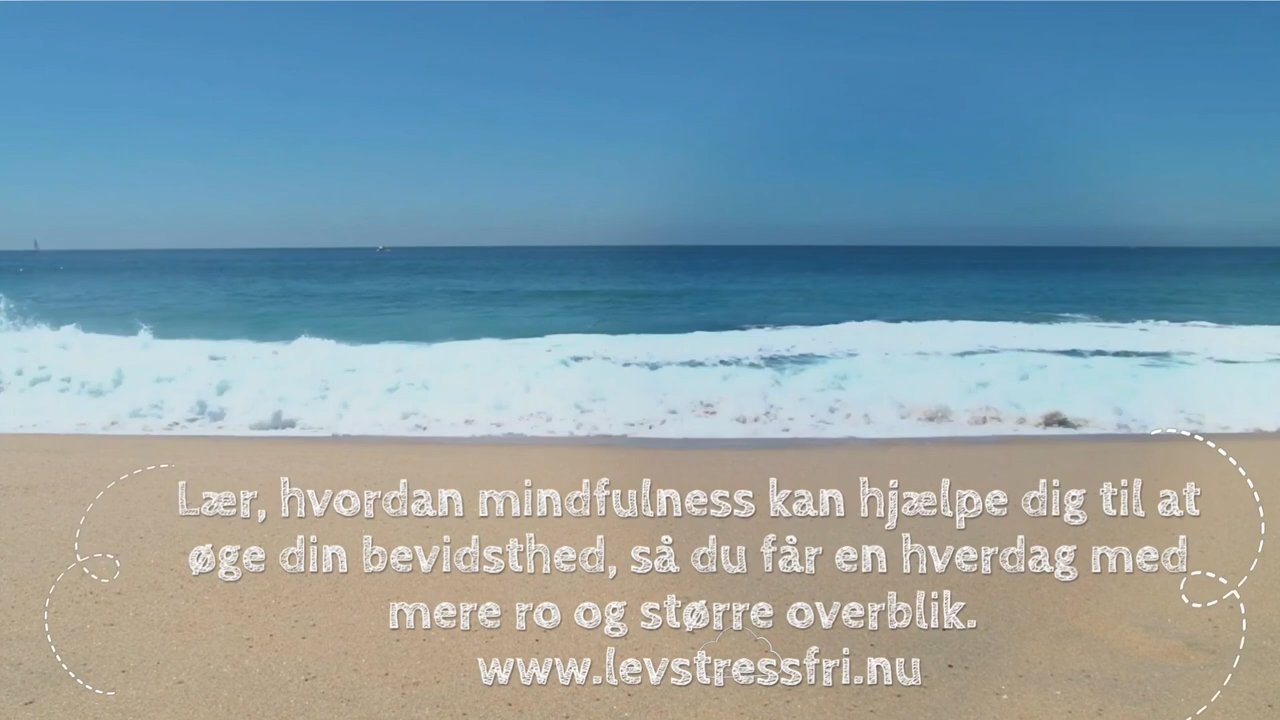 Lær, hvordan mindfulness kan hjælpe dig til at
øge din bevidsthed, så du får en hverdag med
mere ro og større overblik.
www.levstressfri.nu